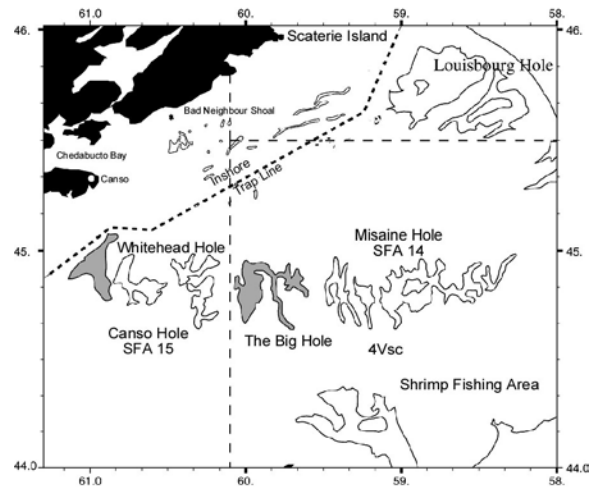 61.0
60.
59.
58.
46.
46.
Scaterie Island
Louisbourg Hole
Bad Neighbour Shoal
Chedabucto Bay
Inshore
Trap Line
Canso
Misaine Hole
SFA 14
45.
45.
Whitehead Hole
Canso Hole
SFA 15
The Big Hole
4Vsc
Shrimp Fishing Area
44.0
44.0
61.0
60.
59.
58.